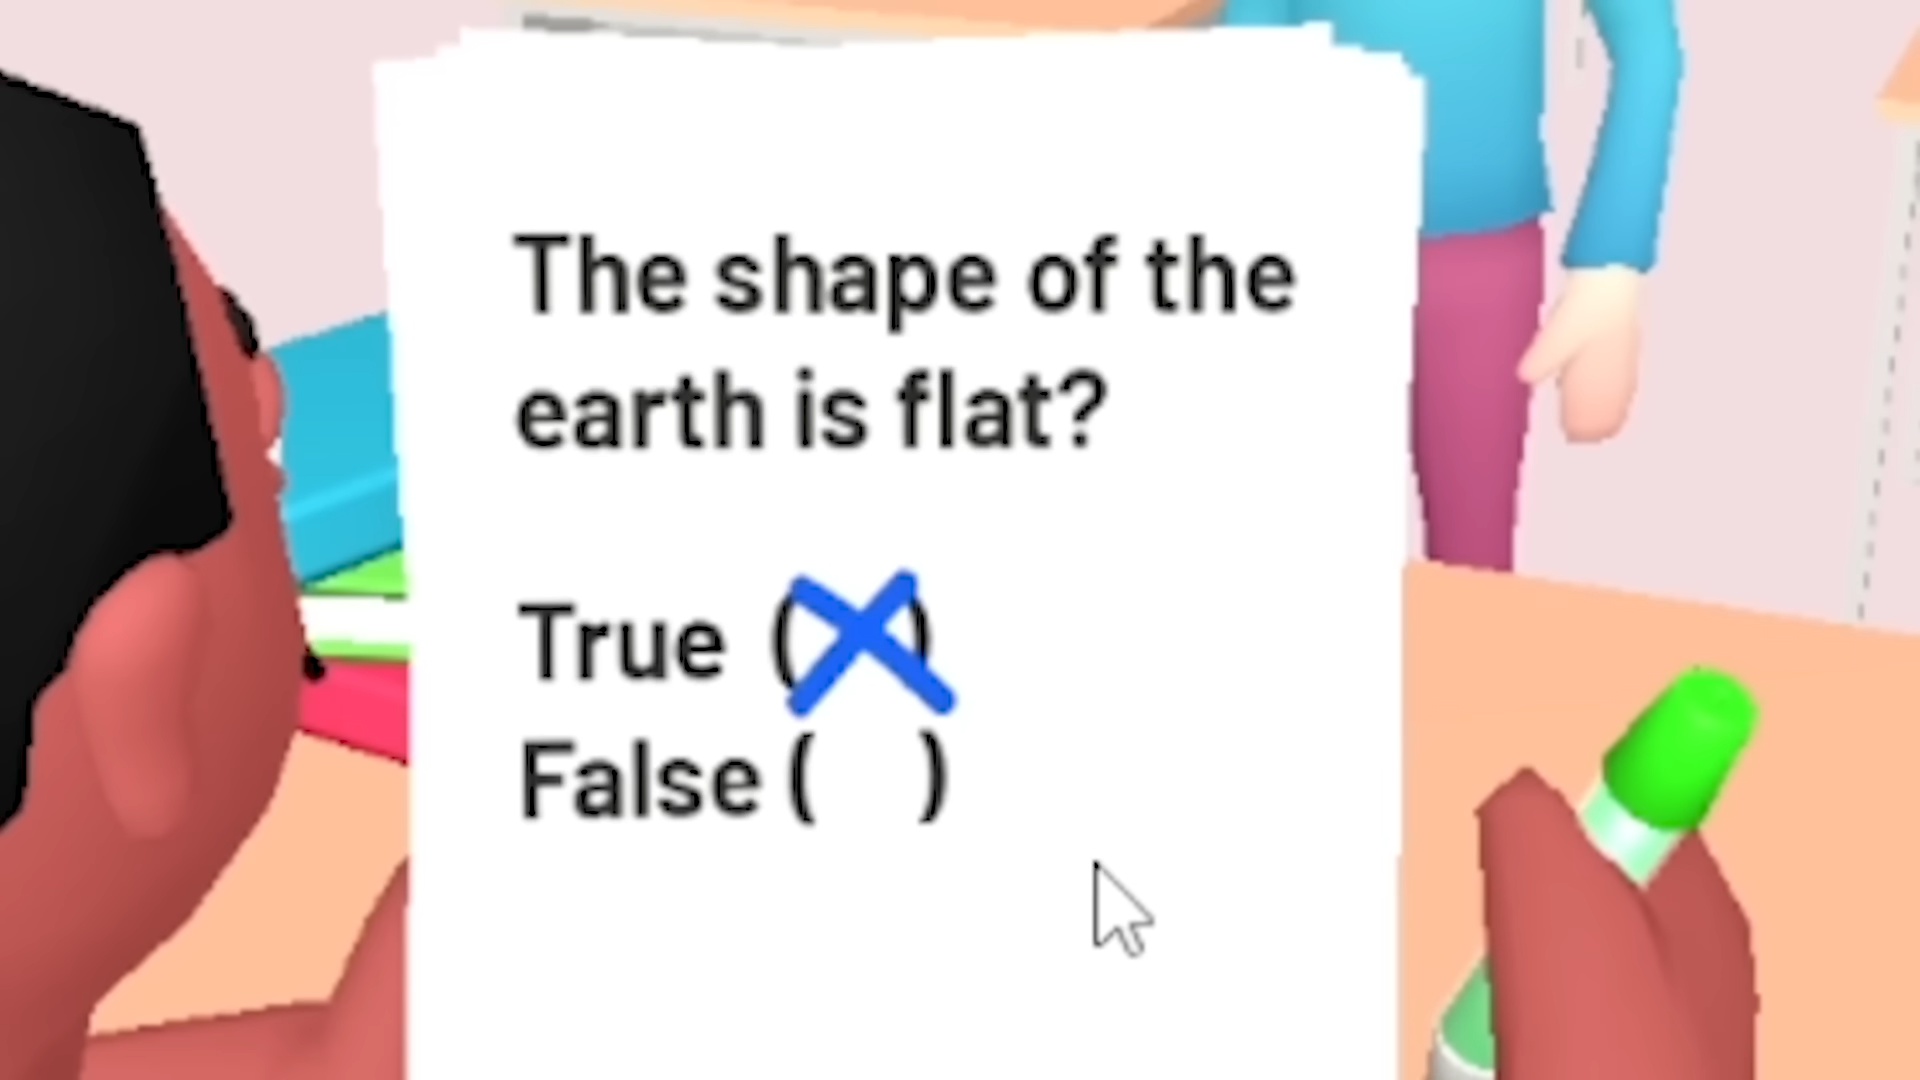 The shape of the
earth is flat?
True (X)
False ( )